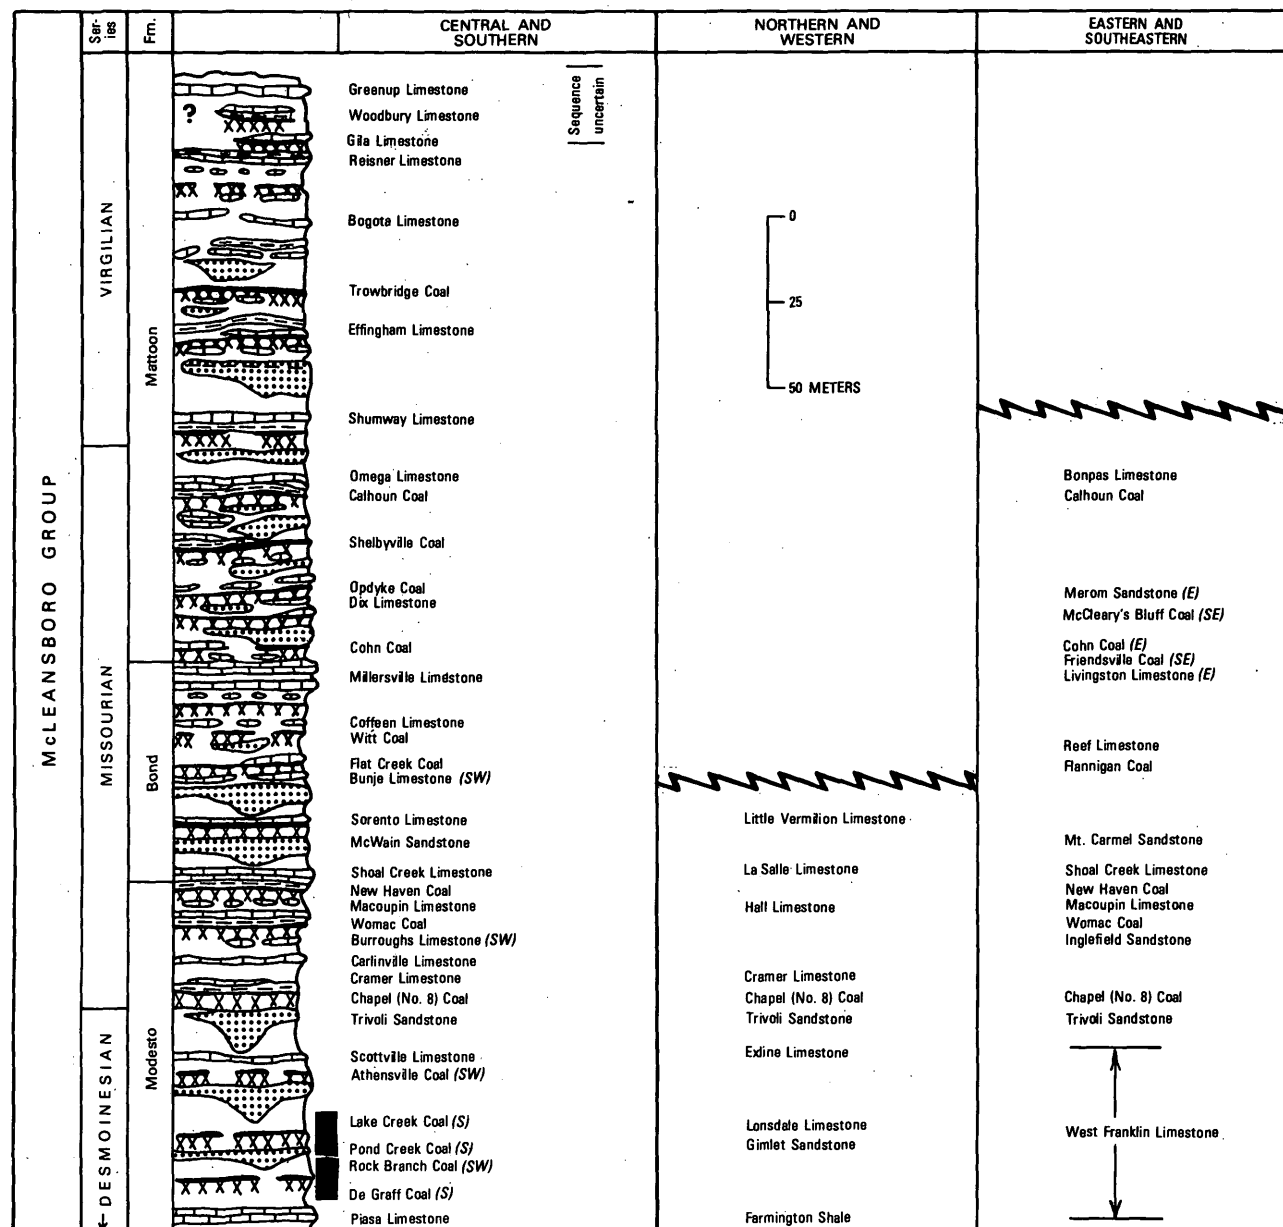 Ser-
ies
Fm.
CENTRAL AND
SOUTHERN
NORTHERN AND
WESTERN
EASTERN AND
SOUTHEASTERN
McLEANSBORO GROUP
VIRGILIAN
MISSOURIAN
← DESMOINESIAN
Mattoon
Bond
Modesto
?
Greenup Limestone
Woodbury Limestone
Gila Limestone
Reisner Limestone
Sequence
uncertain
Bogota Limestone
Trowbridge Coal
Effingham Limestone
Shumway Limestone
Omega Limestone
Calhoun Coal
Shelbyville Coal
Opdyke Coal
Dix Limestone
Cohn Coal
Millersville Limestone
Coffeen Limestone
Witt Coal
Flat Creek Coal
Bunje Limestone (SW)
Sorento Limestone
McWain Sandstone
Shoal Creek Limestone
New Haven Coal
Macoupin Limestone
Womac Coal
Burroughs Limestone (SW)
Carlinville Limestone
Cramer Limestone
Chapel (No. 8) Coal
Trivoli Sandstone
Scottville Limestone
Athensville Coal (SW)
Lake Creek Coal (S)
Pond Creek Coal (S)
Rock Branch Coal (SW)
De Graff Coal (S)
Piasa Limestone
0
25
50 METERS
Little Vermilion Limestone
La Salle Limestone
Hall Limestone
Cramer Limestone
Chapel (No. 8) Coal
Trivoli Sandstone
Exline Limestone
Lonsdale Limestone
Gimlet Sandstone
Farmington Shale
Bonpas Limestone
Calhoun Coal
Merom Sandstone (E)
McCleary's Bluff Coal (SE)
Cohn Coal (E)
Friendsville Coal (SE)
Livingston Limestone (E)
Reef Limestone
Flannigan Coal
Mt. Carmel Sandstone
Shoal Creek Limestone
New Haven Coal
Macoupin Limestone
Womac Coal
Inglefield Sandstone
Chapel (No. 8) Coal
Trivoli Sandstone
West Franklin Limestone